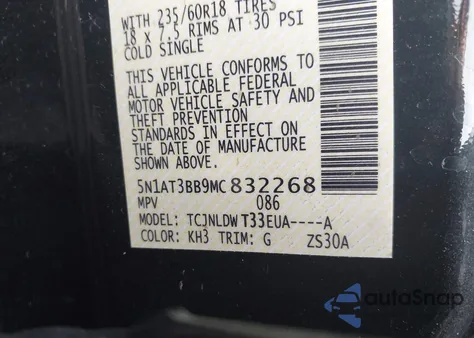 WITH 235/60R18 TIRES
18 x 7.5 RIMS AT 30 PSI
COLD SINGLE
THIS VEHICLE CONFORMS TO
ALL APPLICABLE FEDERAL
MOTOR VEHICLE SAFETY AND
THEFT PREVENTION
STANDARDS IN EFFECT ON
THE DATE OF MANUFACTURE
SHOWN ABOVE.
5N1AT3BB9MC832268
MPV 086
MODEL: TCJNLDW T33EUA----A
COLOR: KH3 TRIM: G ZS30A
autoSnap